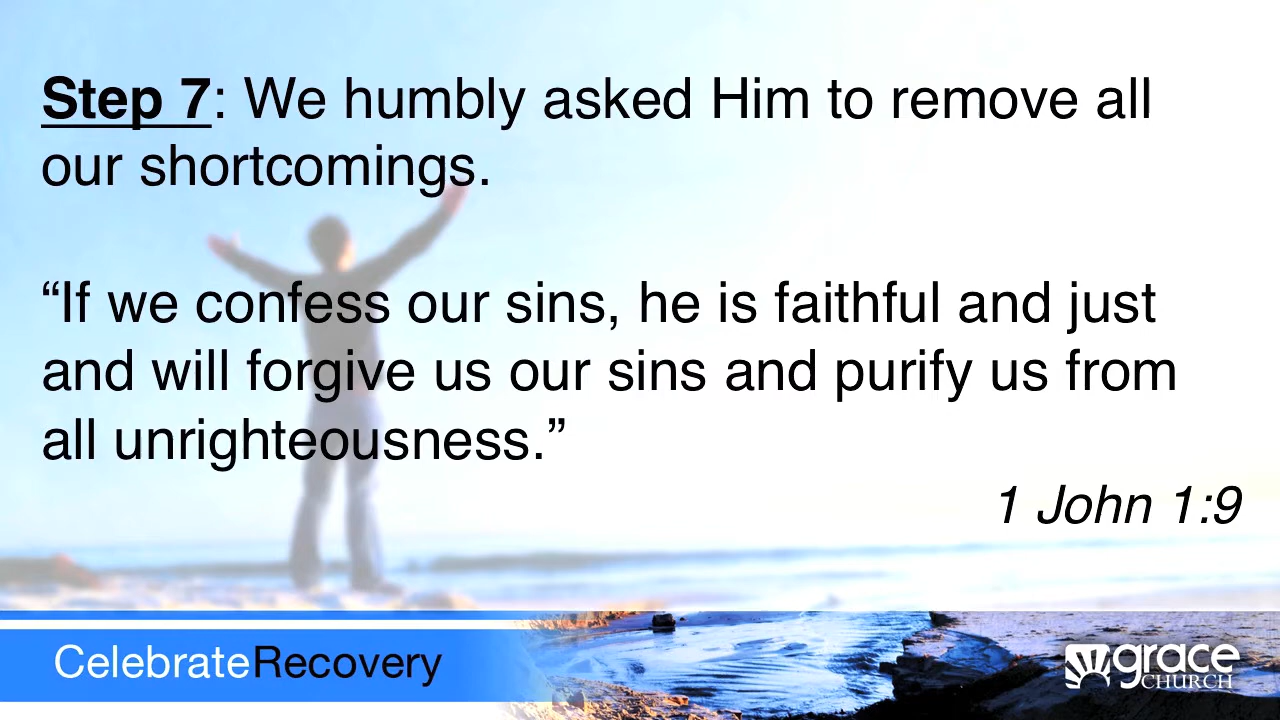 Step 7: We humbly asked Him to remove all
our shortcomings.
“If we confess our sins, he is faithful and just
and will forgive us our sins and purify us from
all unrighteousness.”
1 John 1:9
CelebrateRecovery
grace
CHURCH